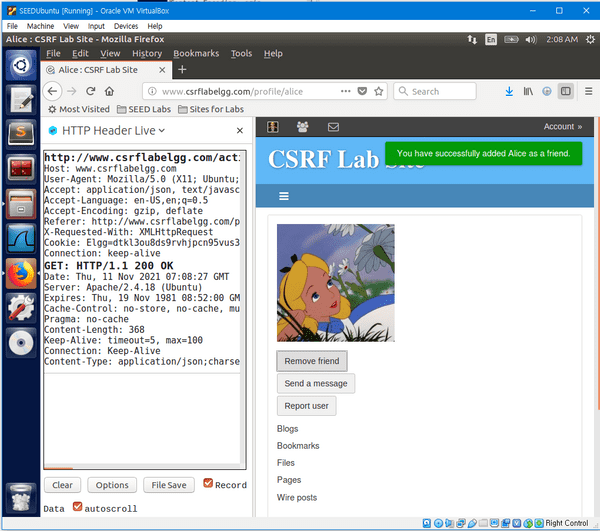 SEEDUbuntu [Running] - Oracle VM VirtualBox
File Machine View Input Devices Help
Alice : CSRF Lab Site - Mozilla Firefox
En
2:08 AM
File Edit View History Bookmarks Tools Help
Alice : CSRF Lab Site
www.csrflabelgg.com/profile/alice
Search
Most Visited SEED Labs Sites for Labs
HTTP Header Live
Account »
You have successfully added Alice as a friend.
CSRF Lab Site
http://www.csrflabelgg.com/acti
Host: www.csrflabelgg.com
User-Agent: Mozilla/5.0 (X11; Ubuntu;
Accept: application/json, text/javasc
Accept-Language: en-US,en;q=0.5
Accept-Encoding: gzip, deflate
Referer: http://www.csrflabelgg.com/p
X-Requested-With: XMLHttpRequest
Cookie: Elgg=dtkl3ou8ds9rvhjpcn95vus3
Connection: keep-alive
GET: HTTP/1.1 200 OK
Date: Thu, 11 Nov 2021 07:08:27 GMT
Server: Apache/2.4.18 (Ubuntu)
Expires: Thu, 19 Nov 1981 08:52:00 GM
Cache-Control: no-store, no-cache, mu
Pragma: no-cache
Content-Length: 368
Keep-Alive: timeout=5, max=100
Connection: Keep-Alive
Content-Type: application/json;charse
Remove friend
Send a message
Report user
Blogs
Bookmarks
Files
Pages
Wire posts
Clear Options File Save Record
Data autoscroll
Right Control